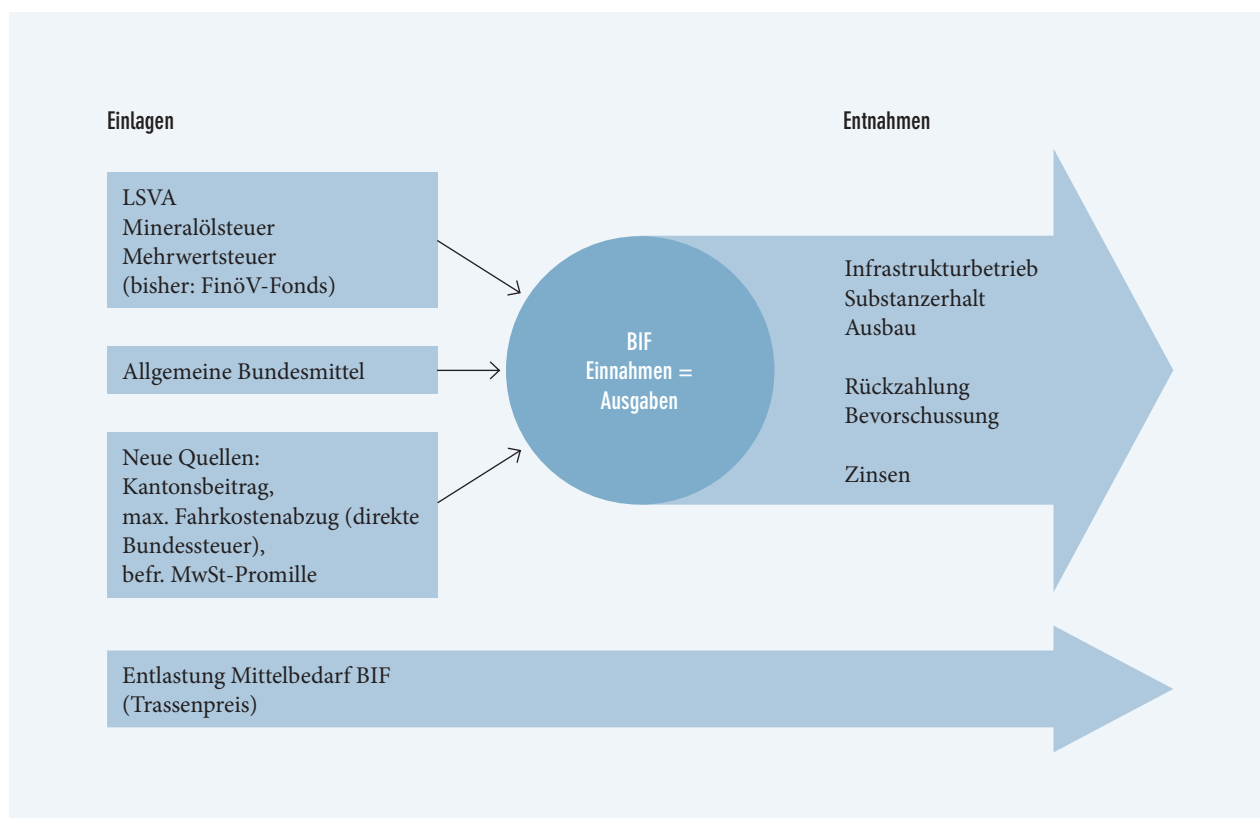 Einlagen
Entnahmen
LSVA
Mineralölsteuer
Mehrwertsteuer
(bisher: FinöV-Fonds)
Allgemeine Bundesmittel
Neue Quellen:
Kantonsbeitrag,
max. Fahrkostenabzug (direkte
Bundessteuer),
befr. MwSt-Promille
BIF
Einnahmen =
Ausgaben
Infrastrukturbetrieb
Substanzerhalt
Ausbau
Rückzahlung
Bevorschussung
Zinsen
Entlastung Mittelbedarf BIF
(Trassenpreis)